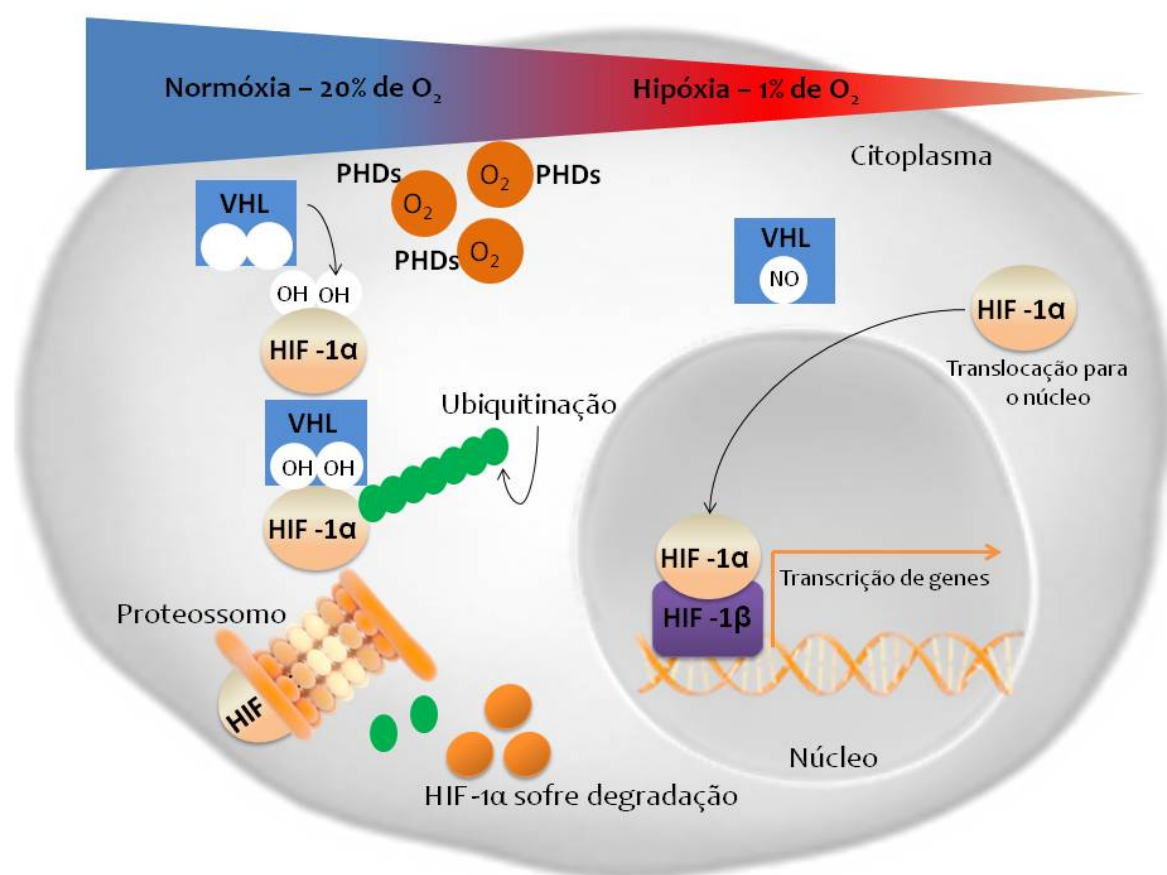 Normóxia – 20% de O₂
Hipóxia – 1% de O₂
Citoplasma
PHDs
O₂
PHDs
O₂
PHDs
O₂
VHL
OH OH
HIF -1α
VHL
NO
HIF -1α
Translocação para
o núcleo
Ubiquitinação
VHL
OH OH
HIF -1α
HIF -1α
HIF -1β
Transcrição de genes
Proteossomo
HIF
Núcleo
HIF -1α sofre degradação